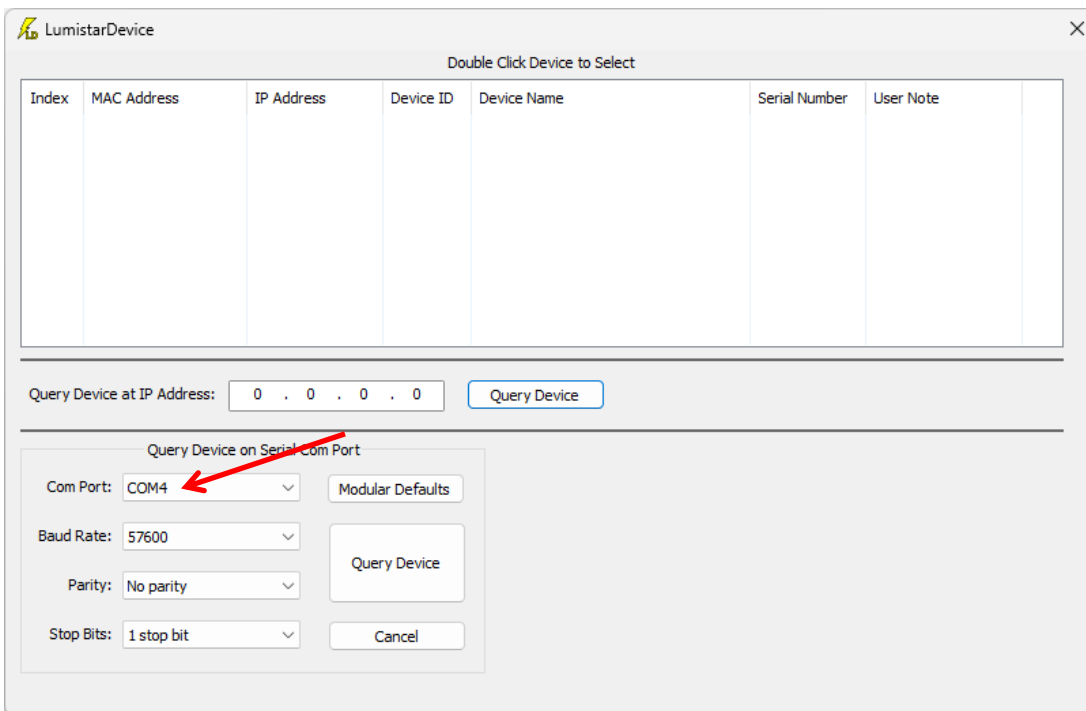 LumistarDevice
Double Click Device to Select
Index MAC Address IP Address Device ID Device Name Serial Number User Note
Query Device at IP Address: 0 . 0 . 0 . 0 Query Device
Query Device on Serial Com Port
Com Port: COM4 Modular Defaults
Baud Rate: 57600
Query Device
Parity: No parity
Stop Bits: 1 stop bit Cancel